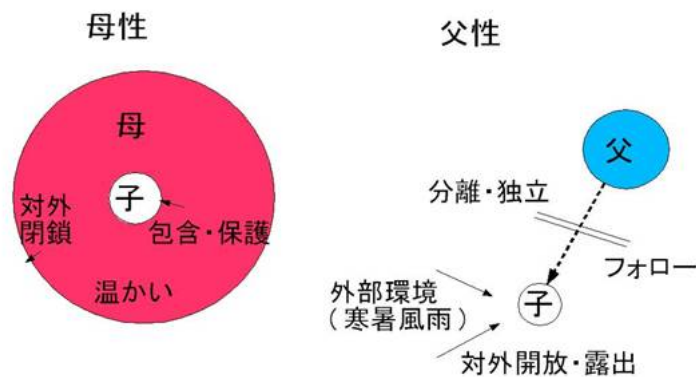 母性
母
子
対外
閉鎖
包含・保護
温かい
父性
父
分離・独立
フォロー
外部環境
（寒暑風雨）
子
対外開放・露出